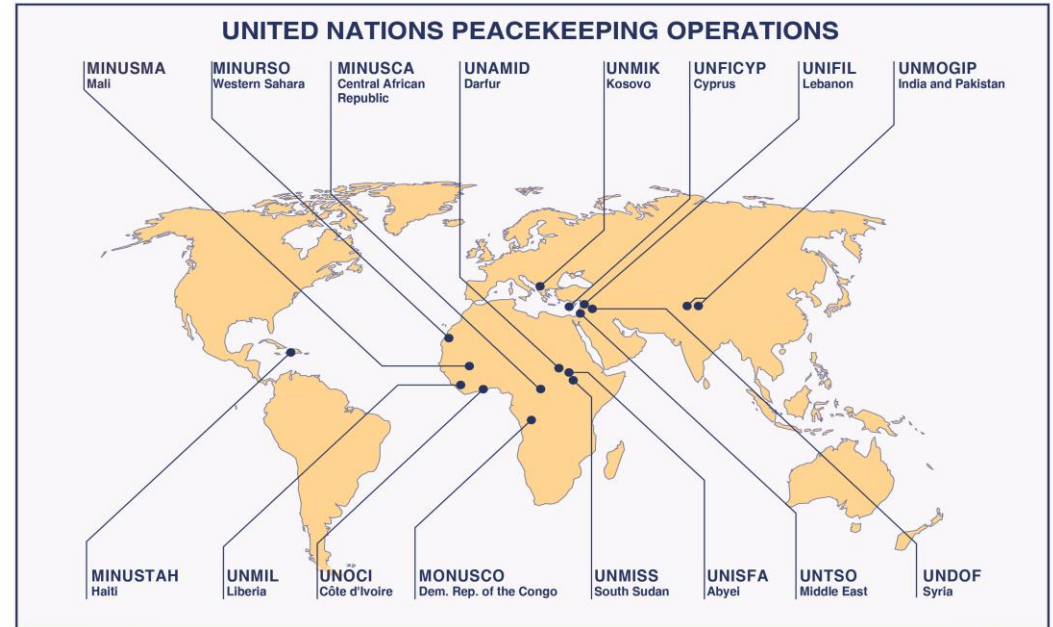 UNITED NATIONS PEACEKEEPING OPERATIONS
MINUSMA
Mali
MINURSO
Western Sahara
MINUSCA
Central African
Republic
UNAMID
Darfur
UNMIK
Kosovo
UNFICYP
Cyprus
UNIFIL
Lebanon
UNMOGIP
India and Pakistan
MINUSTAH
Haiti
UNMIL
Liberia
UNOCI
Côte d'Ivoire
MONUSCO
Dem. Rep. of the Congo
UNMISS
South Sudan
UNISFA
Abyei
UNTSO
Middle East
UNDOF
Syria